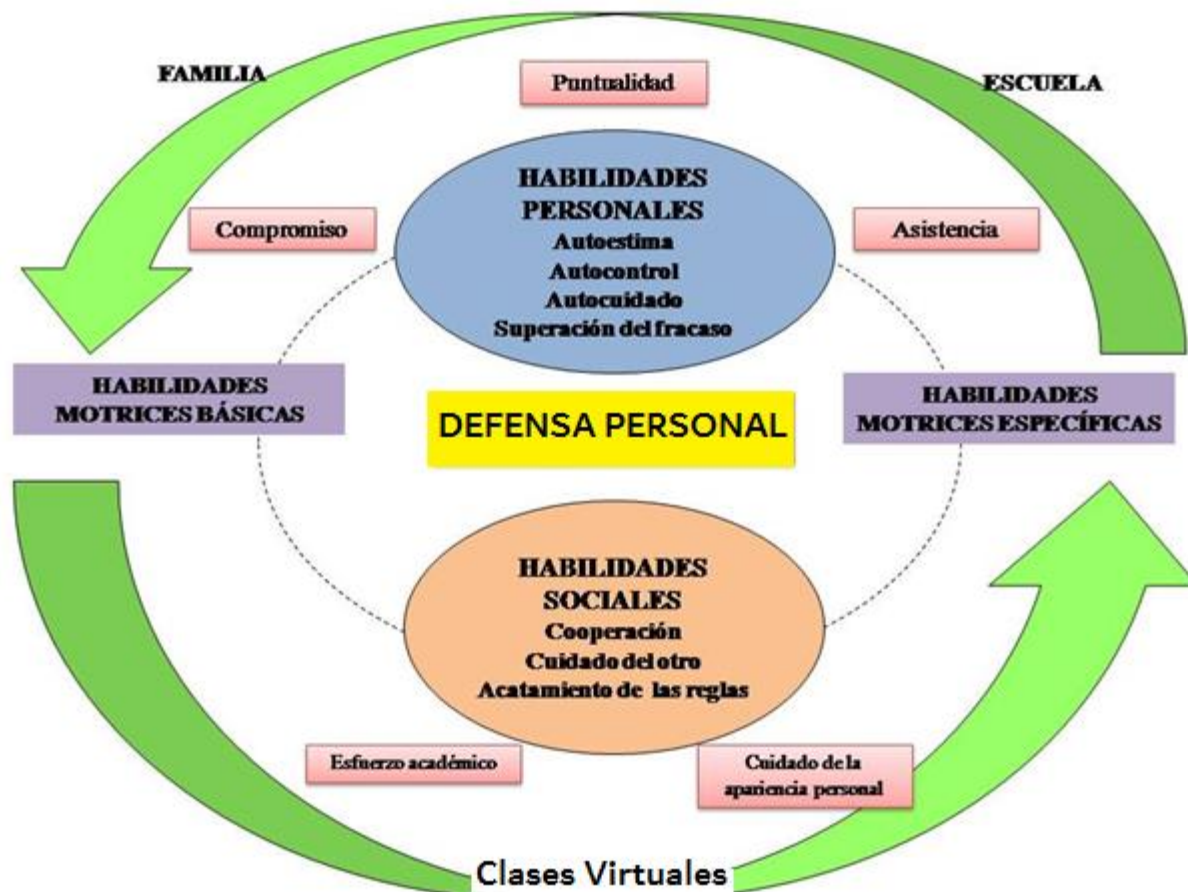 FAMILIA
Puntualidad
ESCUELA
HABILIDADES
PERSONALES
Autoestima
Autocontrol
Autocuidado
Superación del fracaso
Compromiso
Asistencia
HABILIDADES
MOTRICES BÁSICAS
DEFENSA PERSONAL
HABILIDADES
MOTRICES ESPECÍFICAS
HABILIDADES
SOCIALES
Cooperación
Cuidado del otro
Acatamiento de las reglas
Esfuerzo académico
Cuidado de la
apariencia personal
Clases Virtuales